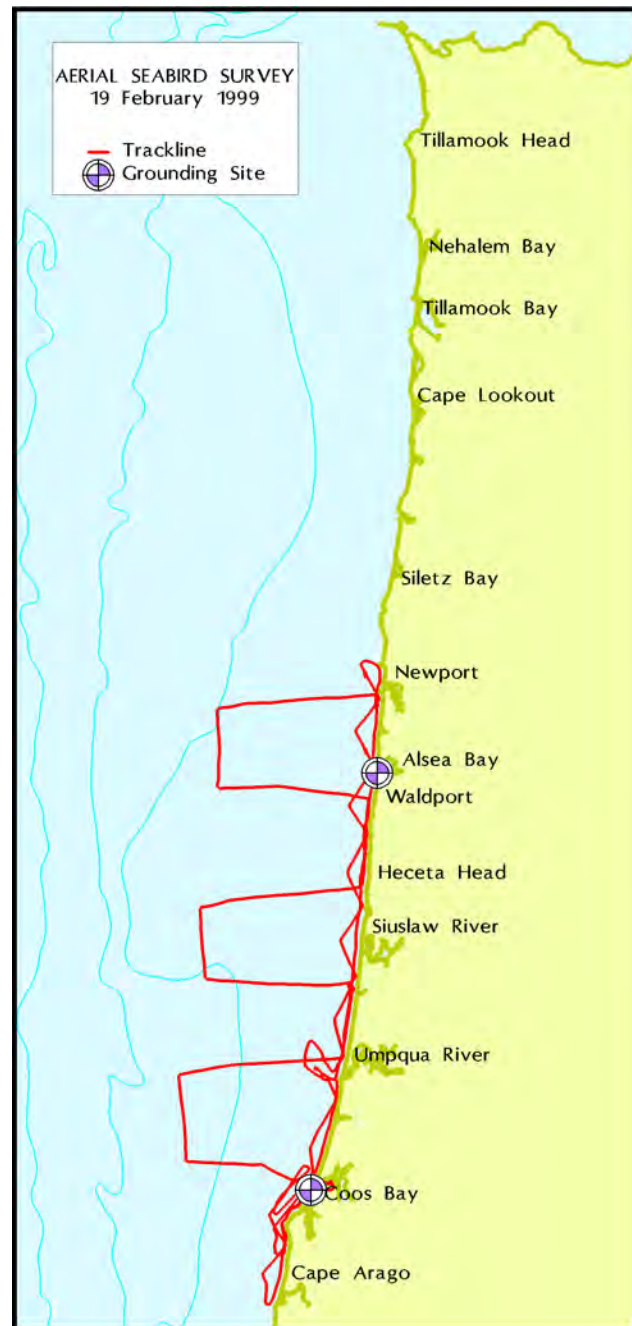 AERIAL SEABIRD SURVEY
19 February 1999
Trackline
Grounding Site
Tillamook Head
Nehalem Bay
Tillamook Bay
Cape Lookout
Siletz Bay
Newport
Alsea Bay
Waldport
Heceta Head
Siuslaw River
Umpqua River
Coos Bay
Cape Arago